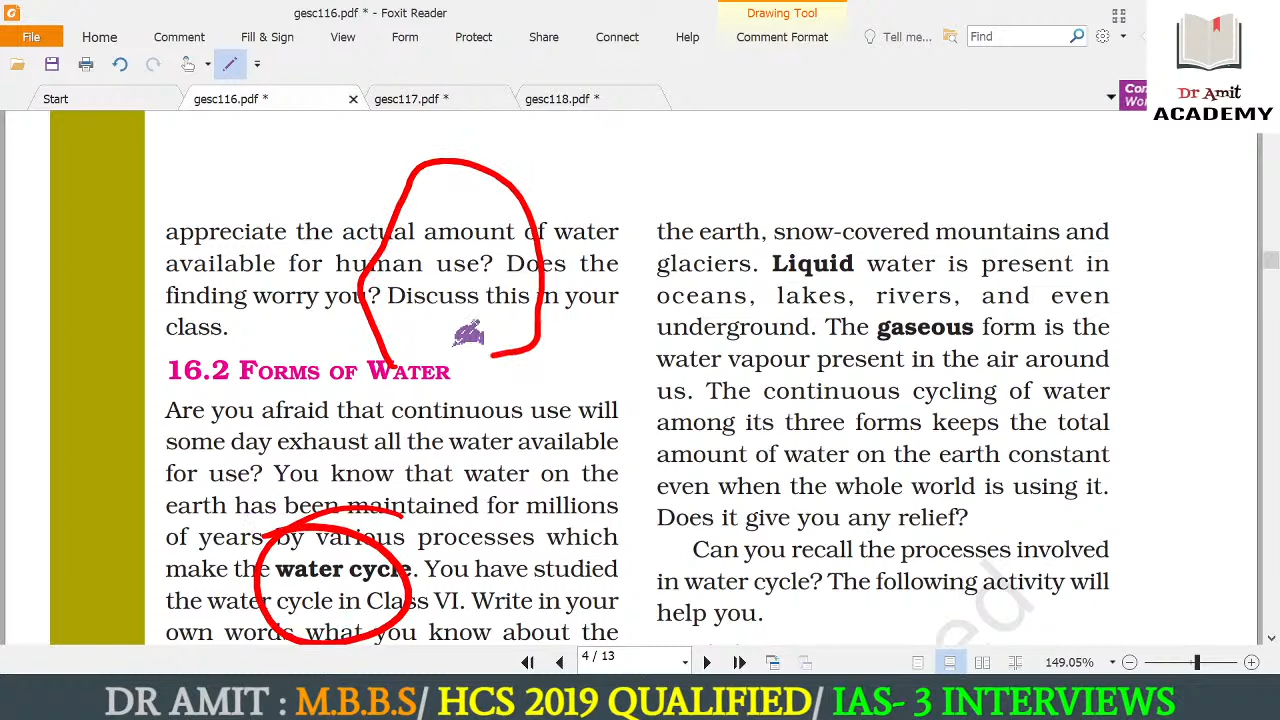 gesc116.pdf * - Foxit Reader
Drawing Tool
File Home Comment Fill & Sign View Form Protect Share Connect Help Comment Format Tell me... Find
Start gesc116.pdf * gesc117.pdf * gesc118.pdf *
Dr Amit
ACADEMY
appreciate the actual amount of water
available for human use? Does the
finding worry you? Discuss this in your
class.
16.2 FORMS OF WATER
Are you afraid that continuous use will
some day exhaust all the water available
for use? You know that water on the
earth has been maintained for millions
of years by various processes which
make the water cycle. You have studied
the water cycle in Class VI. Write in your
own words what you know about the
the earth, snow-covered mountains and
glaciers. Liquid water is present in
oceans, lakes, rivers, and even
underground. The gaseous form is the
water vapour present in the air around
us. The continuous cycling of water
among its three forms keeps the total
amount of water on the earth constant
even when the whole world is using it.
Does it give you any relief?
Can you recall the processes involved
in water cycle? The following activity will
help you.
4 / 13
149.05%
DR AMIT : M.B.B.S/ HCS 2019 QUALIFIED/ IAS- 3 INTERVIEWS